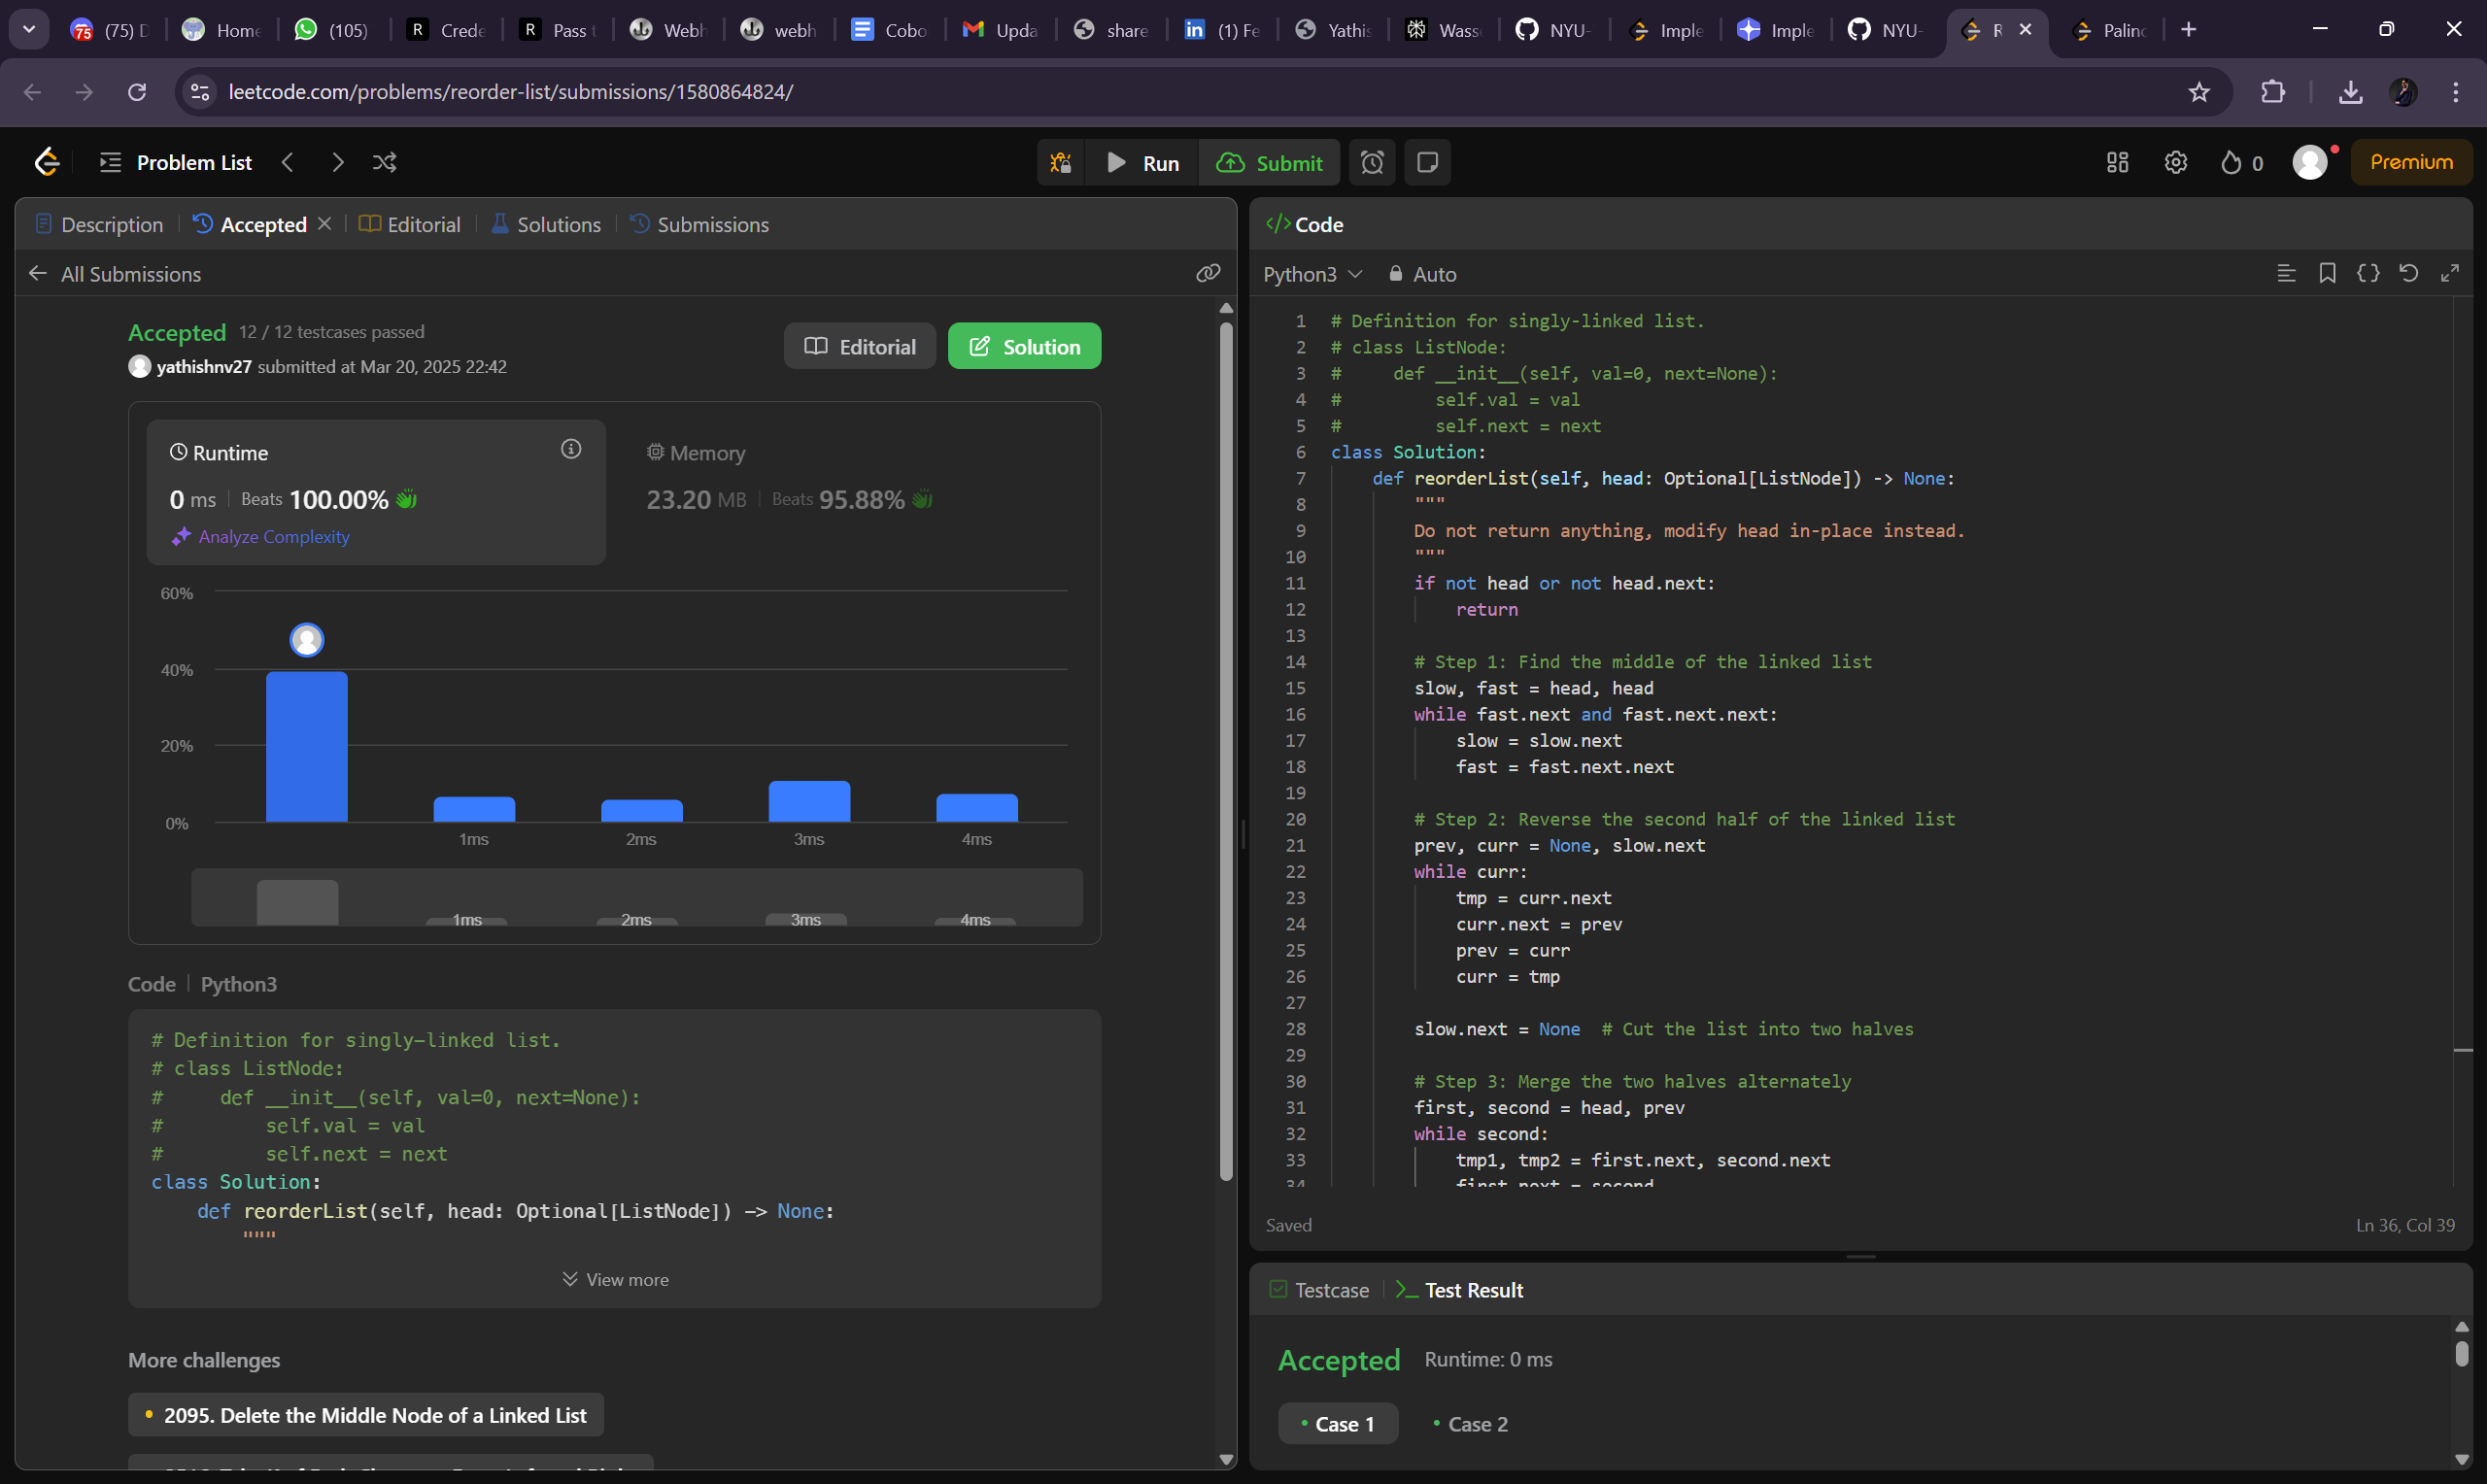 75 (75) D
Home
(105)
R Crede
R Pass t
Webh
webh
Cobo
Upda
share
in (1) Fe
Yathis
Wass
NYU-
Imple
Imple
NYU-
R
Palinc
leetcode.com/problems/reorder-list/submissions/1580864824/
Problem List
Run
Submit
0
Premium
Description
Accepted
Editorial
Solutions
Submissions
All Submissions
Accepted 12 / 12 testcases passed
yathishnv27 submitted at Mar 20, 2025 22:42
Editorial
Solution
Runtime
0 ms Beats 100.00%
Analyze Complexity
Memory
23.20 MB Beats 95.88%
60%
40%
20%
0%
1ms 2ms 3ms 4ms
1ms 2ms 3ms 4ms
Code Python3
# Definition for singly-linked list.
# class ListNode:
#     def __init__(self, val=0, next=None):
#         self.val = val
#         self.next = next
class Solution:
    def reorderList(self, head: Optional[ListNode]) -> None:
        """
View more
More challenges
2095. Delete the Middle Node of a Linked List
</> Code
Python3 Auto
1 # Definition for singly-linked list.
2 # class ListNode:
3 #     def __init__(self, val=0, next=None):
4 #         self.val = val
5 #         self.next = next
6 class Solution:
7     def reorderList(self, head: Optional[ListNode]) -> None:
8         """
9         Do not return anything, modify head in-place instead.
10         """
11         if not head or not head.next:
12             return
13
14         # Step 1: Find the middle of the linked list
15         slow, fast = head, head
16         while fast.next and fast.next.next:
17             slow = slow.next
18             fast = fast.next.next
19
20         # Step 2: Reverse the second half of the linked list
21         prev, curr = None, slow.next
22         while curr:
23             tmp = curr.next
24             curr.next = prev
25             prev = curr
26             curr = tmp
27
28         slow.next = None  # Cut the list into two halves
29
30         # Step 3: Merge the two halves alternately
31         first, second = head, prev
32         while second:
33             tmp1, tmp2 = first.next, second.next
34             first.next = second
Saved
Ln 36, Col 39
Testcase
Test Result
Accepted Runtime: 0 ms
Case 1
Case 2